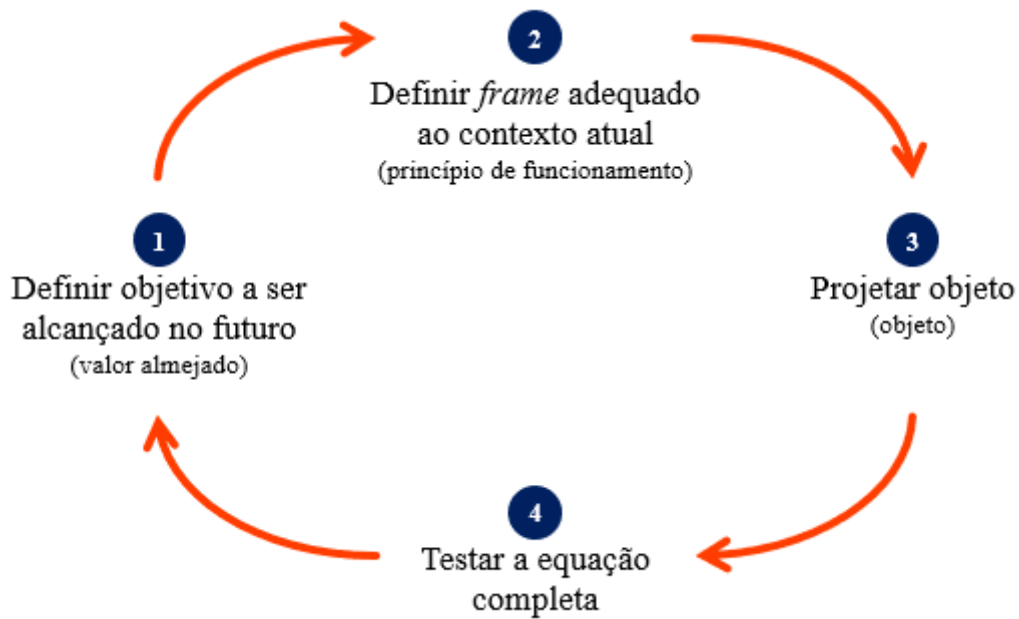 1
Definir objetivo a ser
alcançado no futuro
(valor almejado)
2
Definir frame adequado
ao contexto atual
(princípio de funcionamento)
3
Projetar objeto
(objeto)
4
Testar a equação
completa